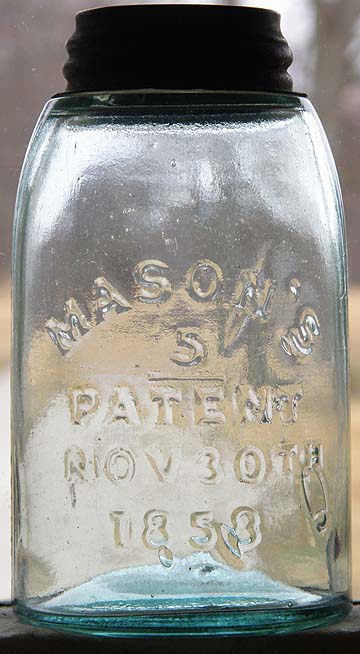 MASON'S
5
PATENT
NOV 30TH
1858